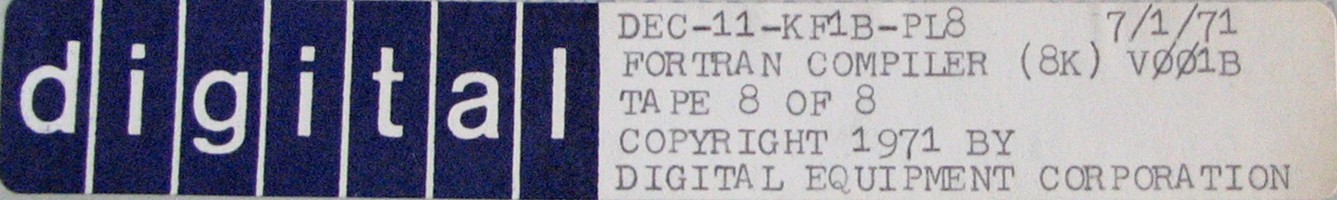 digital
DEC-11-KF1B-PL8 7/1/71
FORTRAN COMPILER (8K) VØØ1B
TAPE 8 OF 8
COPYRIGHT 1971 BY
DIGITAL EQUIPMENT CORPORATION